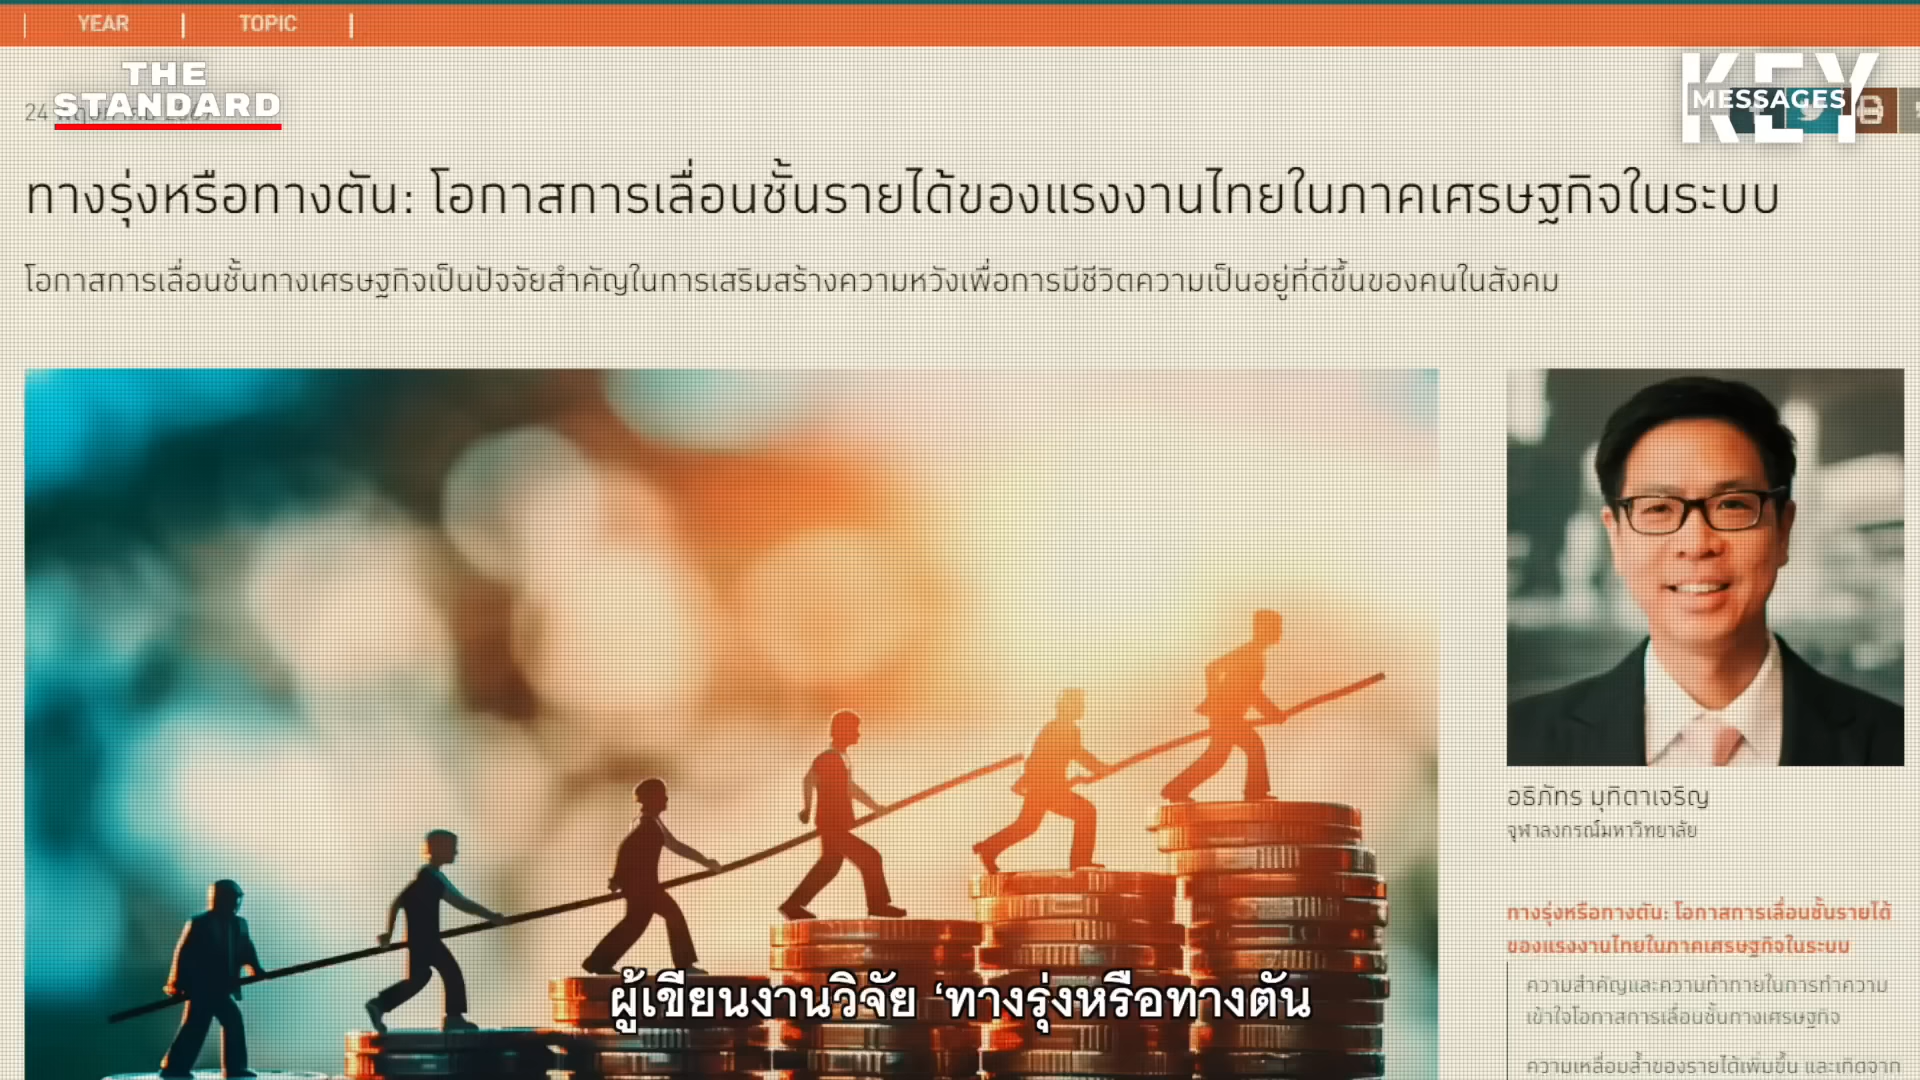 YEAR
TOPIC
THE
STANDARD
24
KEY
MESSAGES
ทางรุ่งหรือทางตัน: โอกาสการเลื่อนชั้นรายได้ของแรงงานไทยในภาคเศรษฐกิจในระบบ
โอกาสการเลื่อนชั้นทางเศรษฐกิจเป็นปัจจัยสำคัญในการเสริมสร้างความหวังเพื่อการมีชีวิตความเป็นอยู่ที่ดีขึ้นของคนในสังคม
อธิภัทร มุทิตาเจริญ
จุฬาลงกรณ์มหาวิทยาลัย
ทางรุ่งหรือทางตัน: โอกาสการเลื่อนชั้นรายได้
ของแรงงานไทยในภาคเศรษฐกิจในระบบ
ความสำคัญและความท้าทายในการทำความ
เข้าใจโอกาสการเลื่อนชั้นทางเศรษฐกิจ
ความเหลื่อมล้ำของรายได้เพิ่มขึ้น และเกิดจาก
ผู้เขียนงานวิจัย ‘ทางรุ่งหรือทางตัน